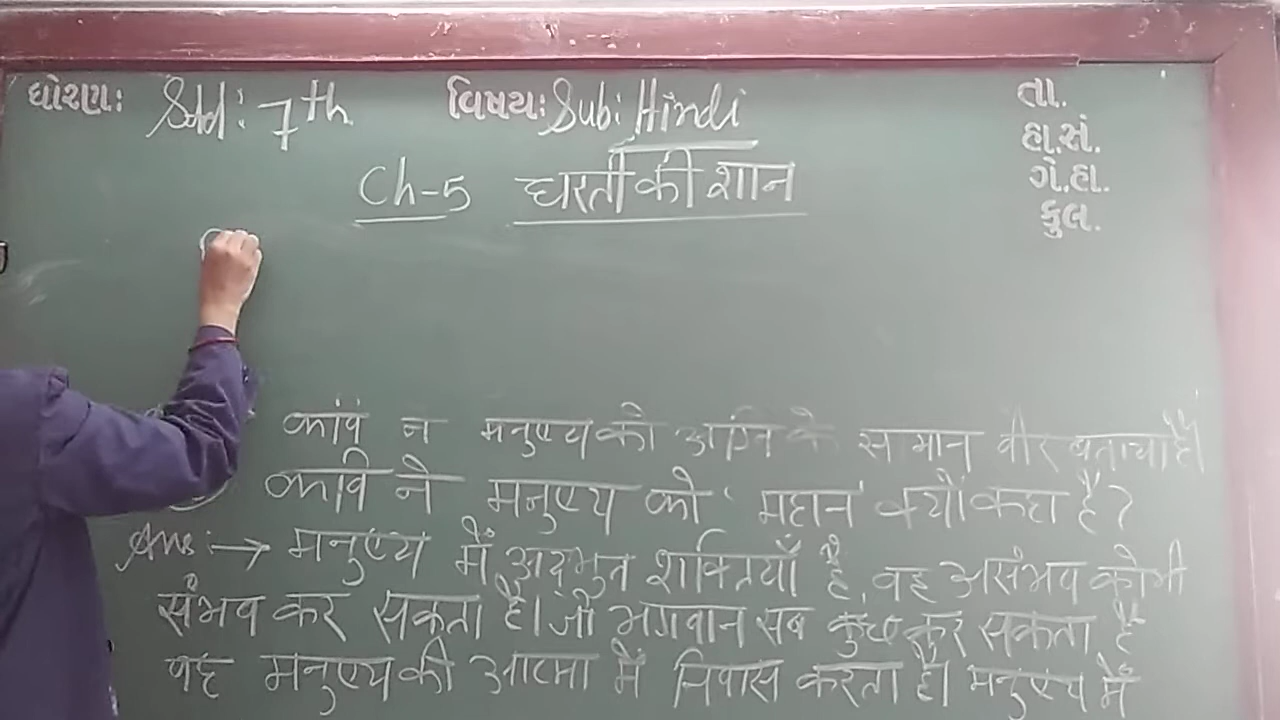 ધોરણ: Std: 7th વિષય: Sub: Hindi તા.
હા.સં.
Ch-5 धरती की शान ગે.હા.
કુલ.
कवि न मनुष्य को अग्नि के सामान वीर बताया है।
कवि ने मनुष्य को 'महान' क्यों कहा है?
Ans :→ मनुष्य में अद्भुत शक्तियाँ है, वह असंभव को भी
संभव कर सकता है। जो भगवान सब कुछ कर सकता है
वह मनुष्य की आत्मा में निवास करता है। मनुष्य में